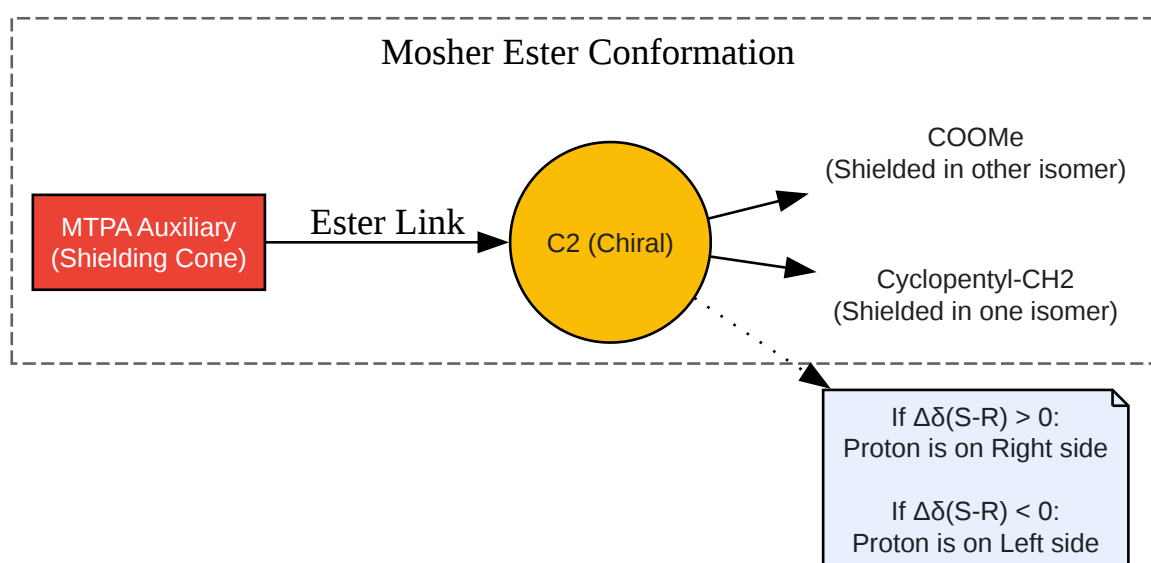 Mosher Ester Conformation
COOMe
(Shielded in other isomer)
MTPA Auxiliary
(Shielding Cone)
Ester Link
C2 (Chiral)
Cyclopentyl-CH2
(Shielded in one isomer)
If Δδ(S-R) > 0:
Proton is on Right side
If Δδ(S-R) < 0:
Proton is on Left side